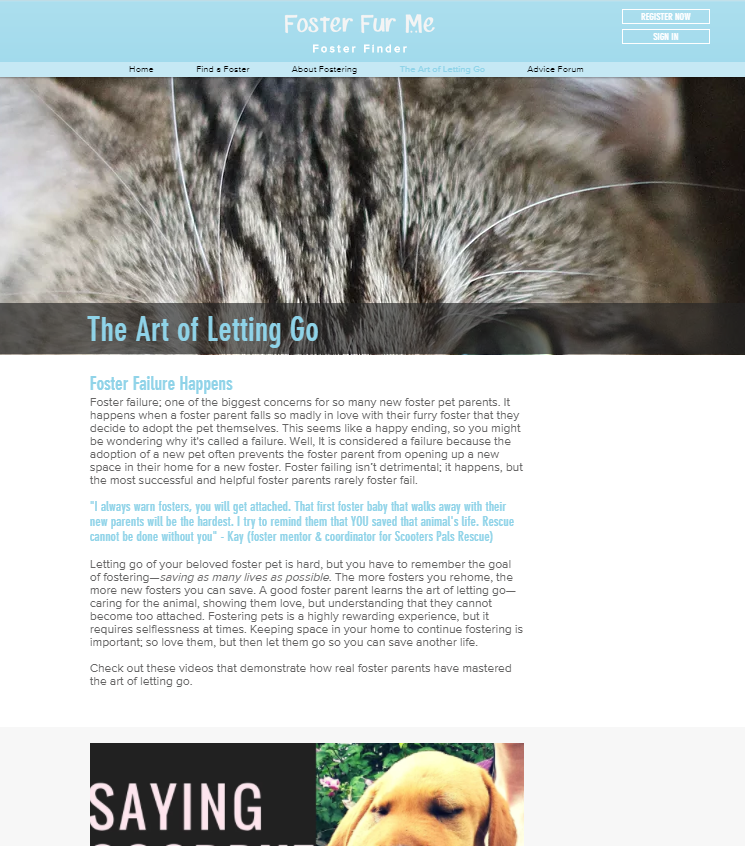 Foster Fur Me
REGISTER NOW
Foster Finder
SIGN IN
Home Find a Foster About Fostering The Art of Letting Go Advice Forum
The Art of Letting Go
Foster Failure Happens
Foster failure; one of the biggest concerns for so many new foster pet parents. It
happens when a foster parent falls so madly in love with their furry foster that they
decide to adopt the pet themselves. This seems like a happy ending, so you might
be wondering why it's called a failure. Well, It is considered a failure because the
adoption of a new pet often prevents the foster parent from opening up a new
space in their home for a new foster. Foster failing isn't detrimental; it happens, but
the most successful and helpful foster parents rarely foster fail.
"I always warn fosters, you will get attached. That first foster baby that walks away with their
new parents will be the hardest. I try to remind them that YOU saved that animal's life. Rescue
cannot be done without you" - Kay (foster mentor & coordinator for Scooters Pals Rescue)
Letting go of your beloved foster pet is hard, but you have to remember the goal
of fostering—saving as many lives as possible. The more fosters you rehome, the
more new fosters you can save. A good foster parent learns the art of letting go—
caring for the animal, showing them love, but understanding that they cannot
become too attached. Fostering pets is a highly rewarding experience, but it
requires selflessness at times. Keeping space in your home to continue fostering is
important; so love them, but then let them go so you can save another life.
Check out these videos that demonstrate how real foster parents have mastered
the art of letting go.
SAYING